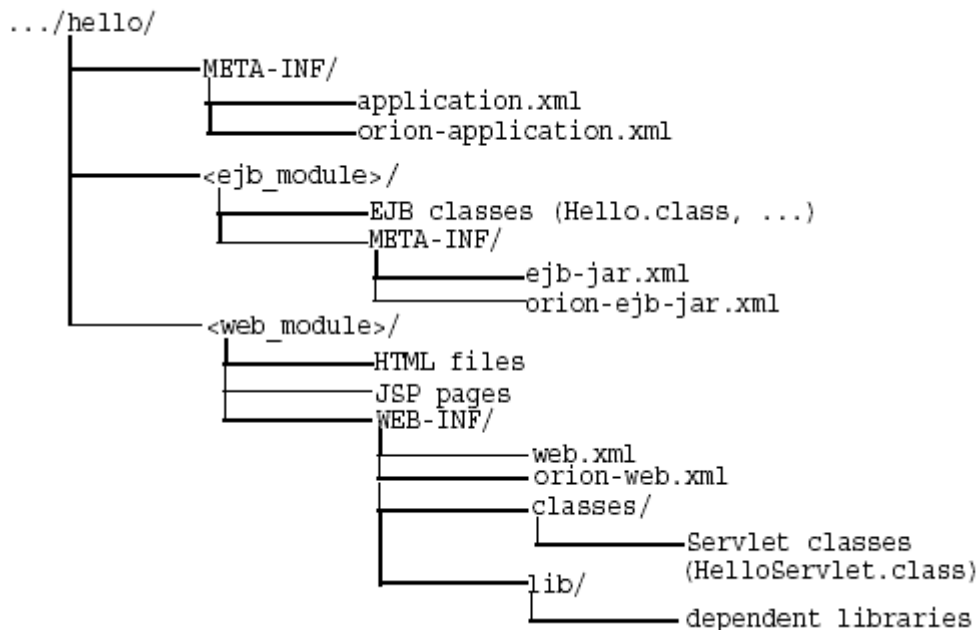 .../hello/
META-INF/
application.xml
orion-application.xml
<ejb_module>/
EJB classes (Hello.class, ...)
META-INF/
ejb-jar.xml
orion-ejb-jar.xml
<web_module>/
HTML files
JSP pages
WEB-INF/
web.xml
orion-web.xml
classes/
Servlet classes
(HelloServlet.class)
lib/
dependent libraries